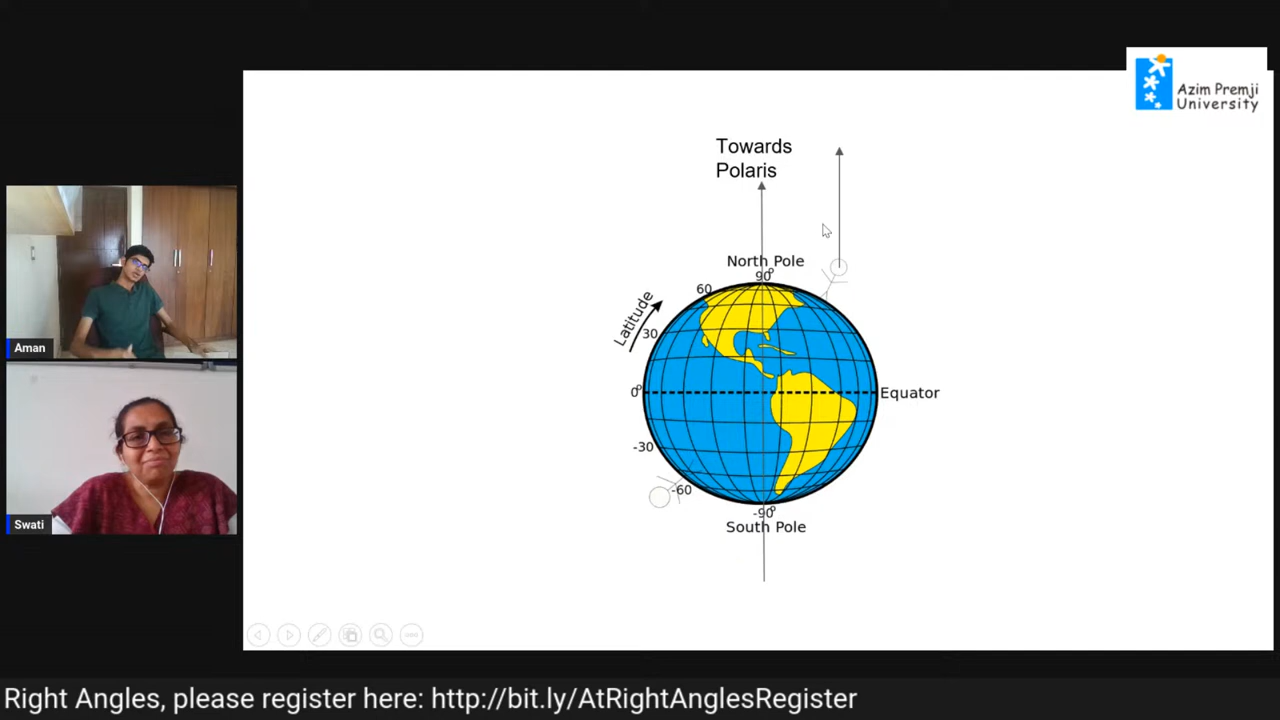 Azim Premji
University
Towards
Polaris
North Pole
90°
60
Latitude
30
0°
Equator
-30
-60
-90°
South Pole
Aman
Swati
Right Angles, please register here: http://bit.ly/AtRightAnglesRegister